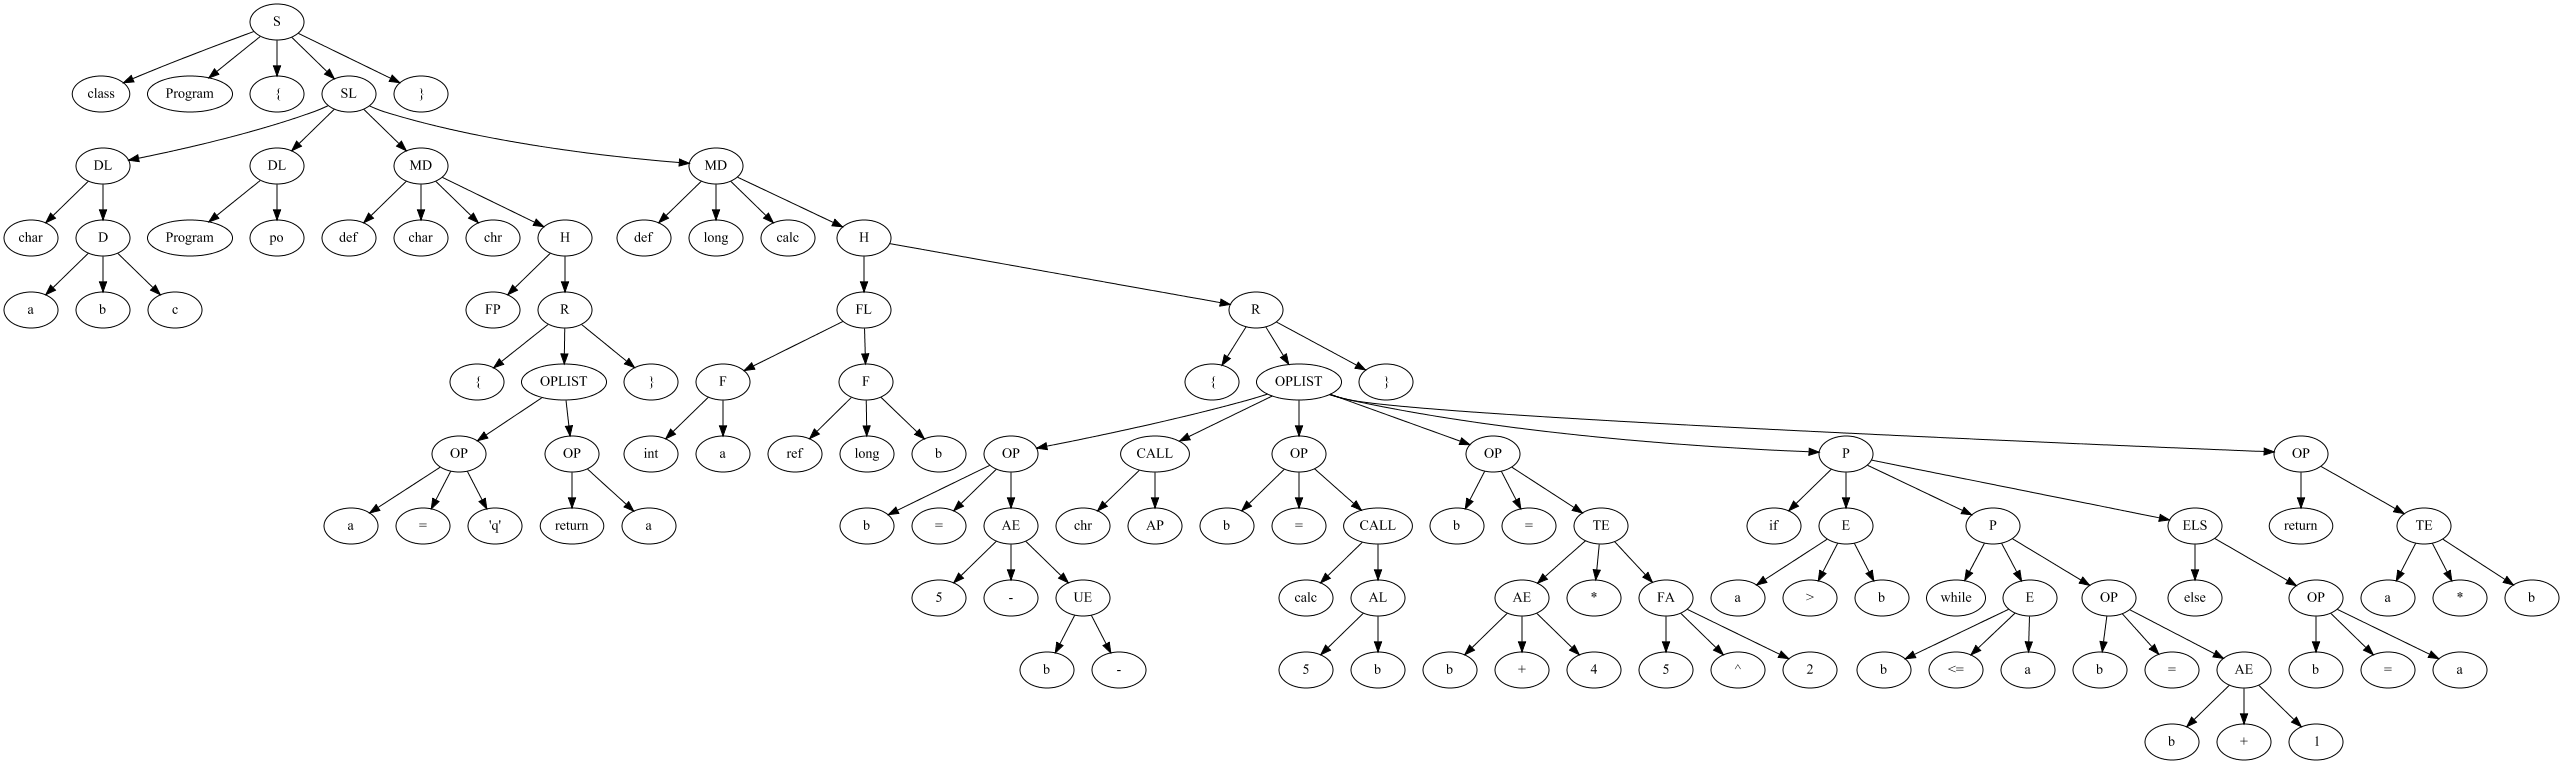 S
class Program { SL }
DL DL MD MD
char D Program po def char chr H def long calc H
a b c FP R FL R
{ OPLIST } F F { OPLIST }
OP OP int a ref long b OP CALL OP OP P OP
a = 'q' return a b = AE chr AP b = CALL b = TE if E P ELS return TE
5 - UE calc AL AE * FA a > b while E OP else OP a * b
b - 5 b b + 4 5 ^ 2 b <= a b = AE b = a
b + 1